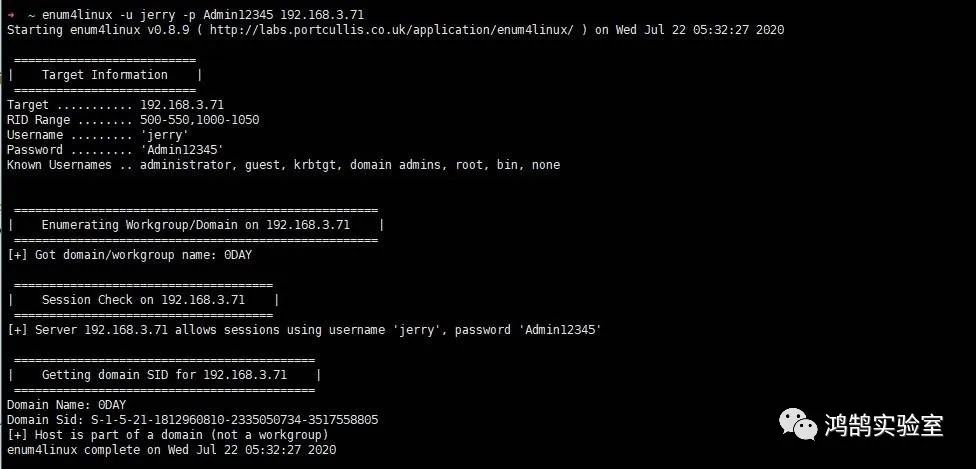 ➜  ~ enum4linux -u jerry -p Admin12345 192.168.3.71
Starting enum4linux v0.8.9 ( http://labs.portcullis.co.uk/application/enum4linux/ ) on Wed Jul 22 05:32:27 2020
==========================
|    Target Information    |
==========================
Target ........... 192.168.3.71
RID Range ........ 500-550,1000-1050
Username ......... 'jerry'
Password ......... 'Admin12345'
Known Usernames .. administrator, guest, krbtgt, domain admins, root, bin, none
====================================================
|    Enumerating Workgroup/Domain on 192.168.3.71    |
====================================================
[+] Got domain/workgroup name: 0DAY
=====================================
|    Session Check on 192.168.3.71    |
=====================================
[+] Server 192.168.3.71 allows sessions using username 'jerry', password 'Admin12345'
===========================================
|    Getting domain SID for 192.168.3.71    |
===========================================
Domain Name: 0DAY
Domain Sid: S-1-5-21-1812960810-2335050734-3517558805
[+] Host is part of a domain (not a workgroup)
enum4linux complete on Wed Jul 22 05:32:27 2020
鸿鹄实验室